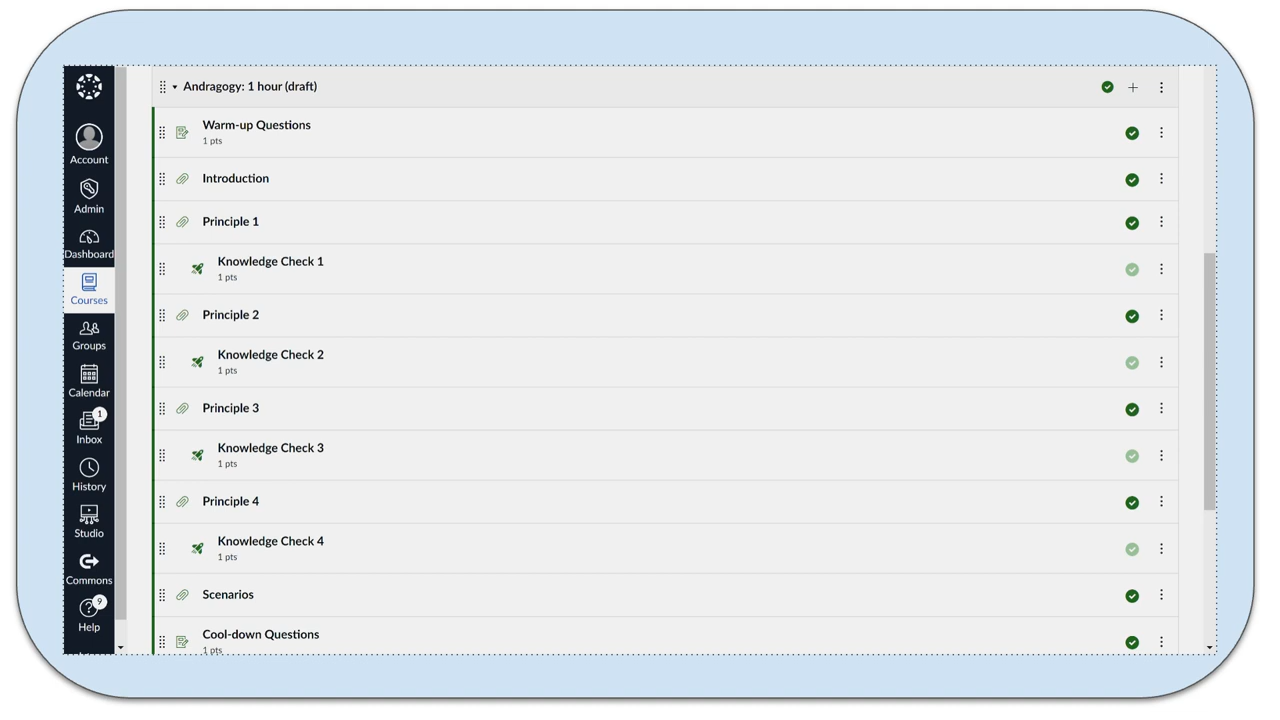 Account
Admin
Dashboard
Courses
Groups
Calendar
1
Inbox
History
Studio
Commons
9
Help
Andragogy: 1 hour (draft)
Warm-up Questions
1 pts
Introduction
Principle 1
Knowledge Check 1
1 pts
Principle 2
Knowledge Check 2
1 pts
Principle 3
Knowledge Check 3
1 pts
Principle 4
Knowledge Check 4
1 pts
Scenarios
Cool-down Questions
1 pts